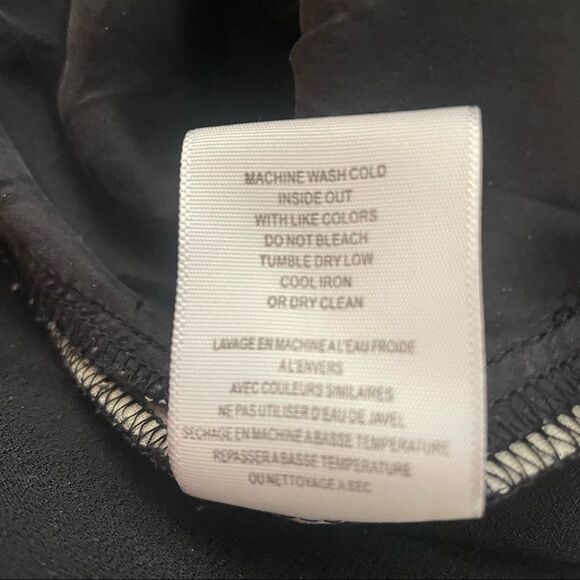 MACHINE WASH COLD
INSIDE OUT
WITH LIKE COLORS
DO NOT BLEACH
TUMBLE DRY LOW
COOL IRON
OR DRY CLEAN
LAVAGE EN MACHINE A L'EAU FROIDE
A L'ENVERS
AVEC COULEURS SIMILAIRES
NE PAS UTILISER D'EAU DE JAVEL
SECHAGE EN MACHINE A BASSE TEMPERATURE
REPASSER A BASSE TEMPERATURE
OU NETTOYAGE A SEC